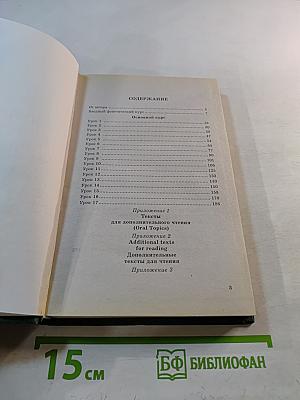 СОДЕРЖАНИЕ
От автора
Вводный фонетический курс
Основной курс
Урок 1
Урок 2
Урок 3
Урок 4
Урок 5
Урок 6
Урок 7
Урок 8
Урок 9
Урок 10
Урок 11
Урок 12
Урок 13
Урок 14
Урок 15
Урок 16
Урок 17
Приложение 1
Тексты
для дополнительного чтения
(Oral Topics)
Приложение 2
Additional texts
for reading
Дополнительные
тексты для чтения
Приложение 3
3
15 см
БФ БИБЛИОФАН